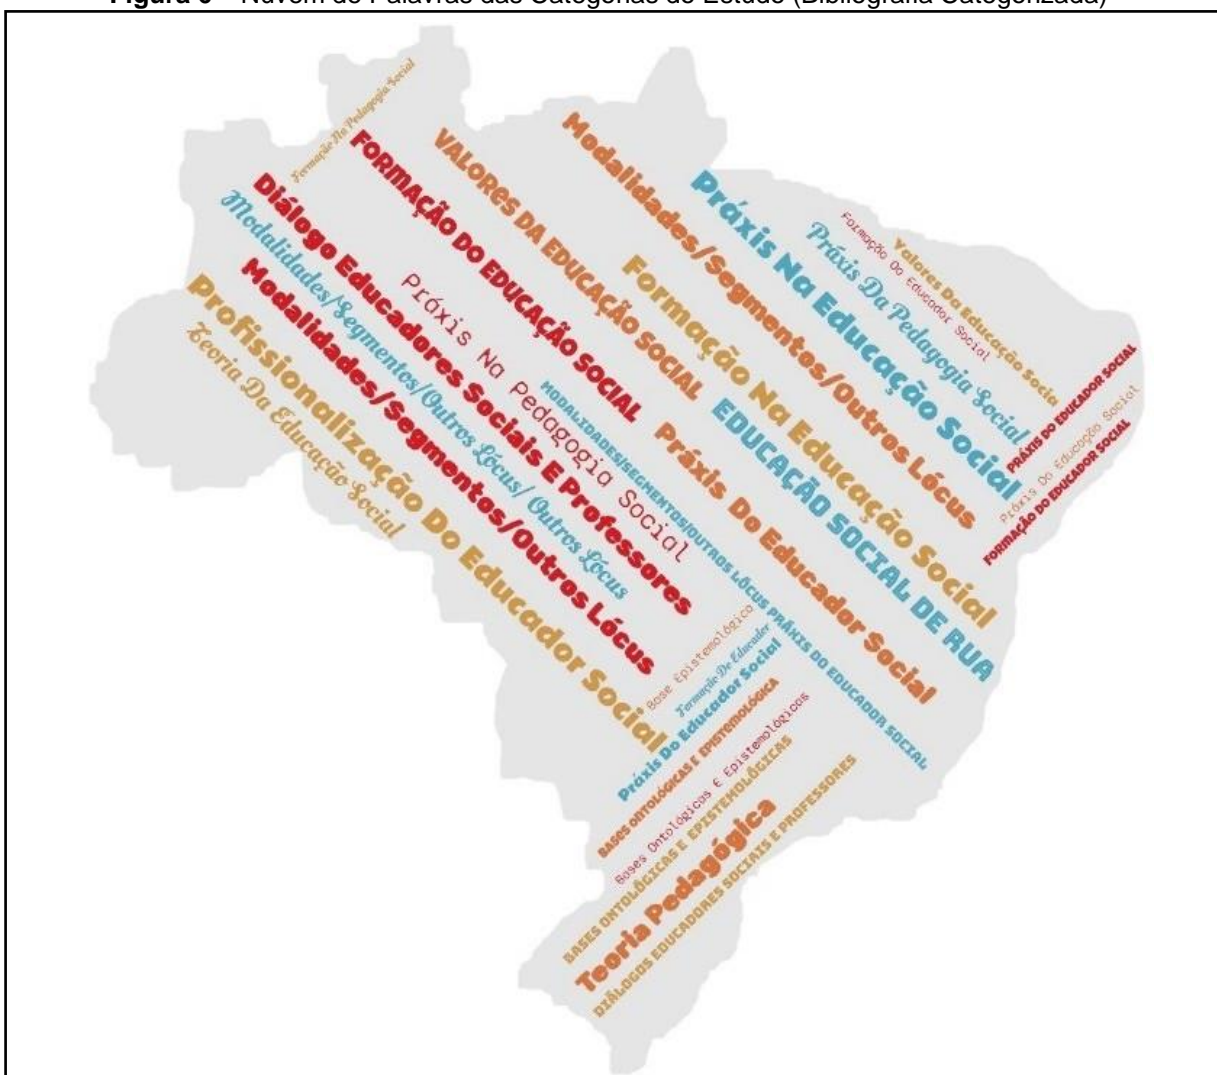 Nuvem de Palavras das Categorias do Estudo (Bibliografia Categorizada)
Formação Na Pedagogia Social
FORMAÇÃO DO EDUCAÇÃO SOCIAL
VALORES DA EDUCAÇÃO SOCIAL
Modalidades/Segmentos/Outros Lócus
Práxis Na Educação Social
Práxis Da Pedagogia Social
Formação Do Educador Social
Valores Da Educação Socia
Diálogo Educadores Sociais E Professores
Modalidades/Segmentos/Outros Lócus/ Outros Lócus
Modalidades/Segmentos/Outros Lócus
Práxis Na Pedagogia Social
Profissionalização Do Educador Social
Teoria Da Educação Social
MODALIDADES/SEGMENTOS/OUTROS LÓCUS PRÁXIS DO EDUCADOR SOCIAL
Formação Na Educação Social
EDUCAÇÃO SOCIAL DE RUA
Práxis Do Educador Social
PRÁXIS DO EDUCADOR SOCIAL
Práxis Do Educação Social
FORMAÇÃO DO EDUCADOR SOCIAL
Base Epistemológica
Formação De Educader
Práxis Do Educador Social
BASES ONTOLÓGICAS E EPISTEMOLÓGICA
Bases Ontológicas E Epistemológicas
BASES ONTOLÓGICAS E EPISTEMOLÓGICAS
Teoria Pedagógica
DIÁLOGOS EDUCADORES SOCIAIS E PROFESSORES